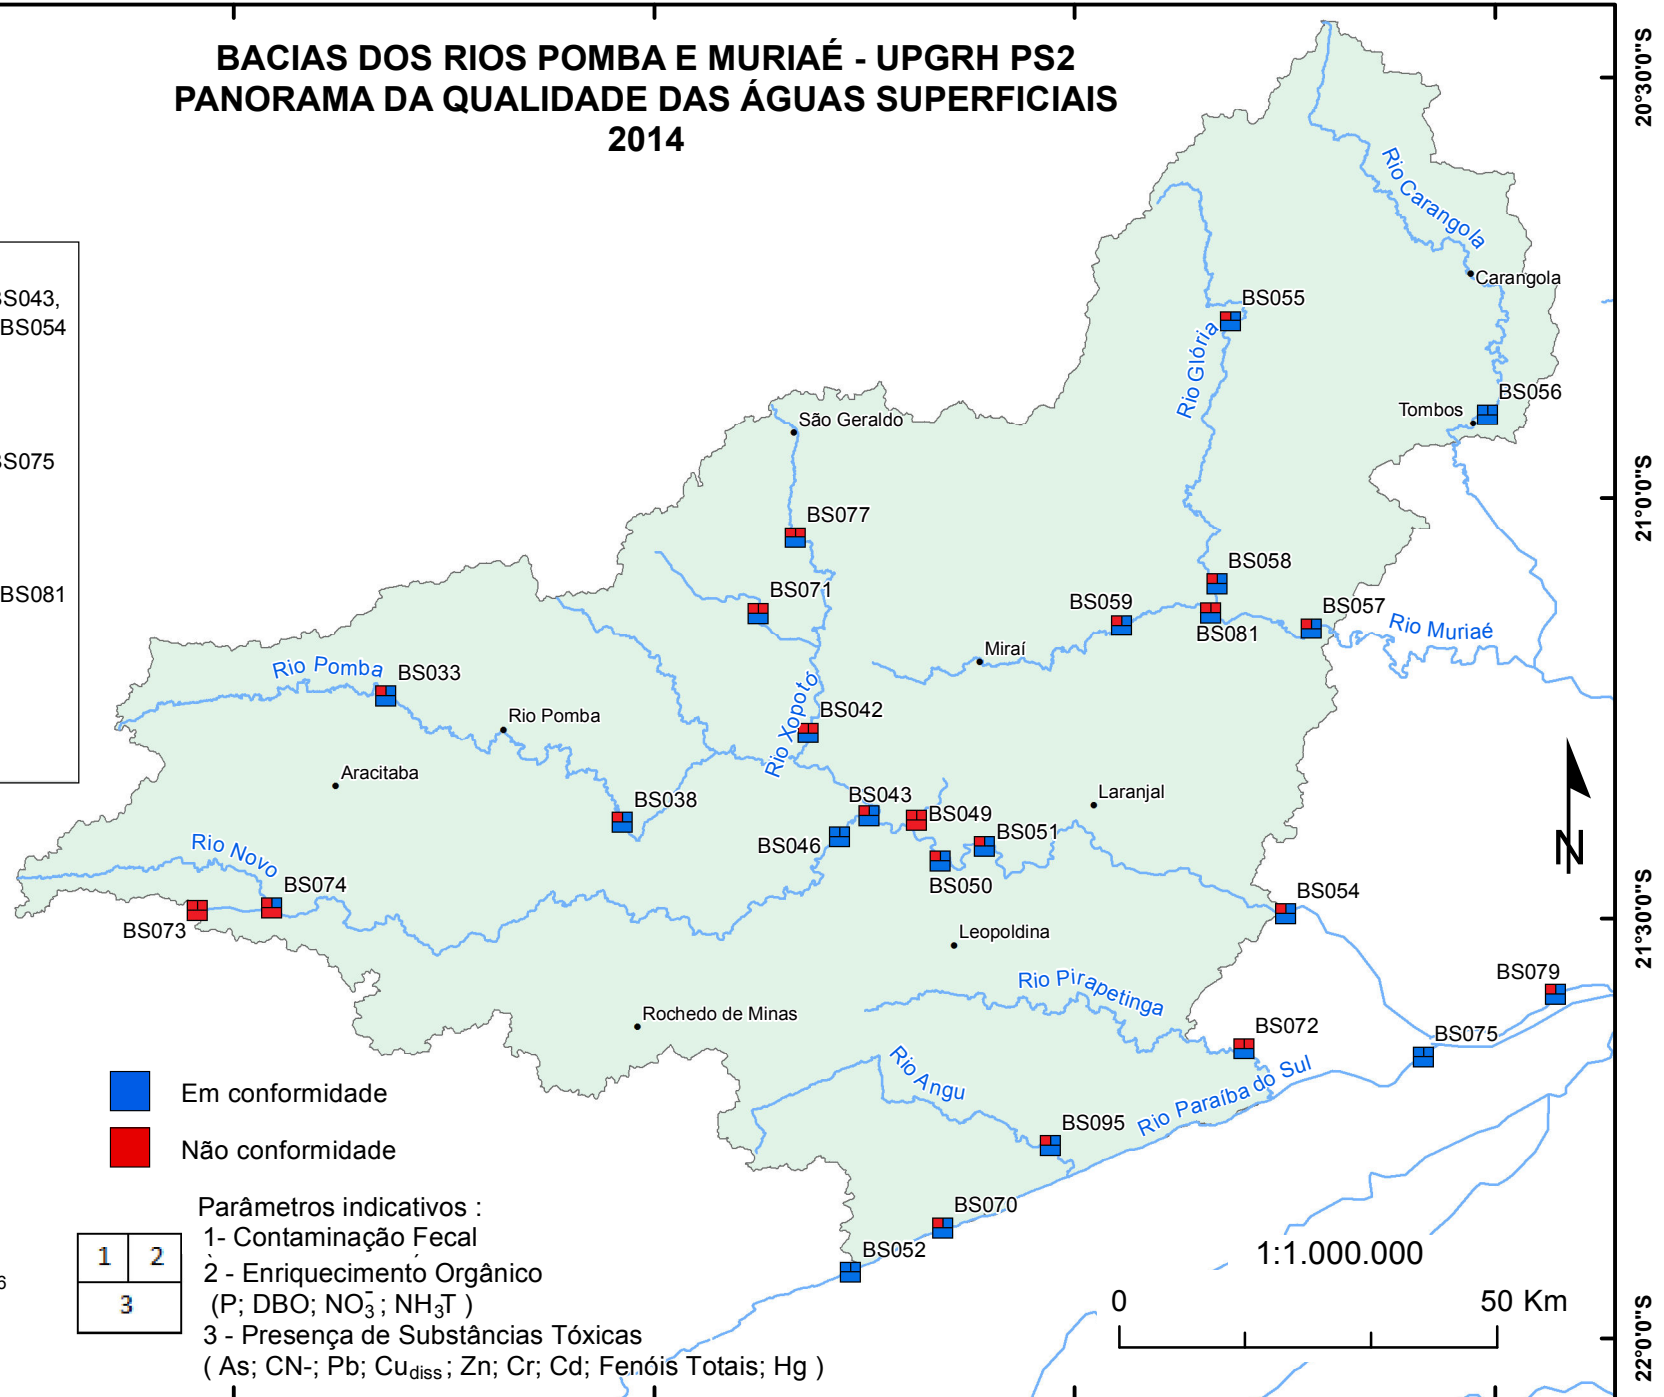 BACIAS DOS RIOS POMBA E MURIAÉ - UPGRH PS2
PANORAMA DA QUALIDADE DAS ÁGUAS SUPERFICIAIS
2014
20°30'0"S
Rio Carangola
Carangola
BS043,
BS054
BS055
Rio Glória
BS056
Tombos
São Geraldo
BS075
BS077
21°0'0"S
BS058
BS071
BS059
BS057
BS081
BS081
Rio Muriaé
Miraí
Rio Pomba
BS033
Rio Xopotó
Rio Pomba
BS042
Aracitaba
BS038
BS043
BS049
Laranjal
BS046
BS051
N
Rio Novo
BS074
BS050
BS054
21°30'0"S
BS073
Leopoldina
BS079
Rio Pirapetinga
Rochedo de Minas
BS072
BS075
Rio Angu
Rio Paraíba do Sul
Em conformidade
BS095
Não conformidade
Parâmetros indicativos :
BS070
1 2
3
1- Contaminação Fecal
BS052
1:1.000.000
2 - Enriquecimento Orgânico
6
(P; DBO; NO3-; NH3T )
0 50 Km
3 - Presença de Substâncias Tóxicas
( As; CN-; Pb; Cudiss; Zn; Cr; Cd; Fenóis Totais; Hg )
22°0'0"S